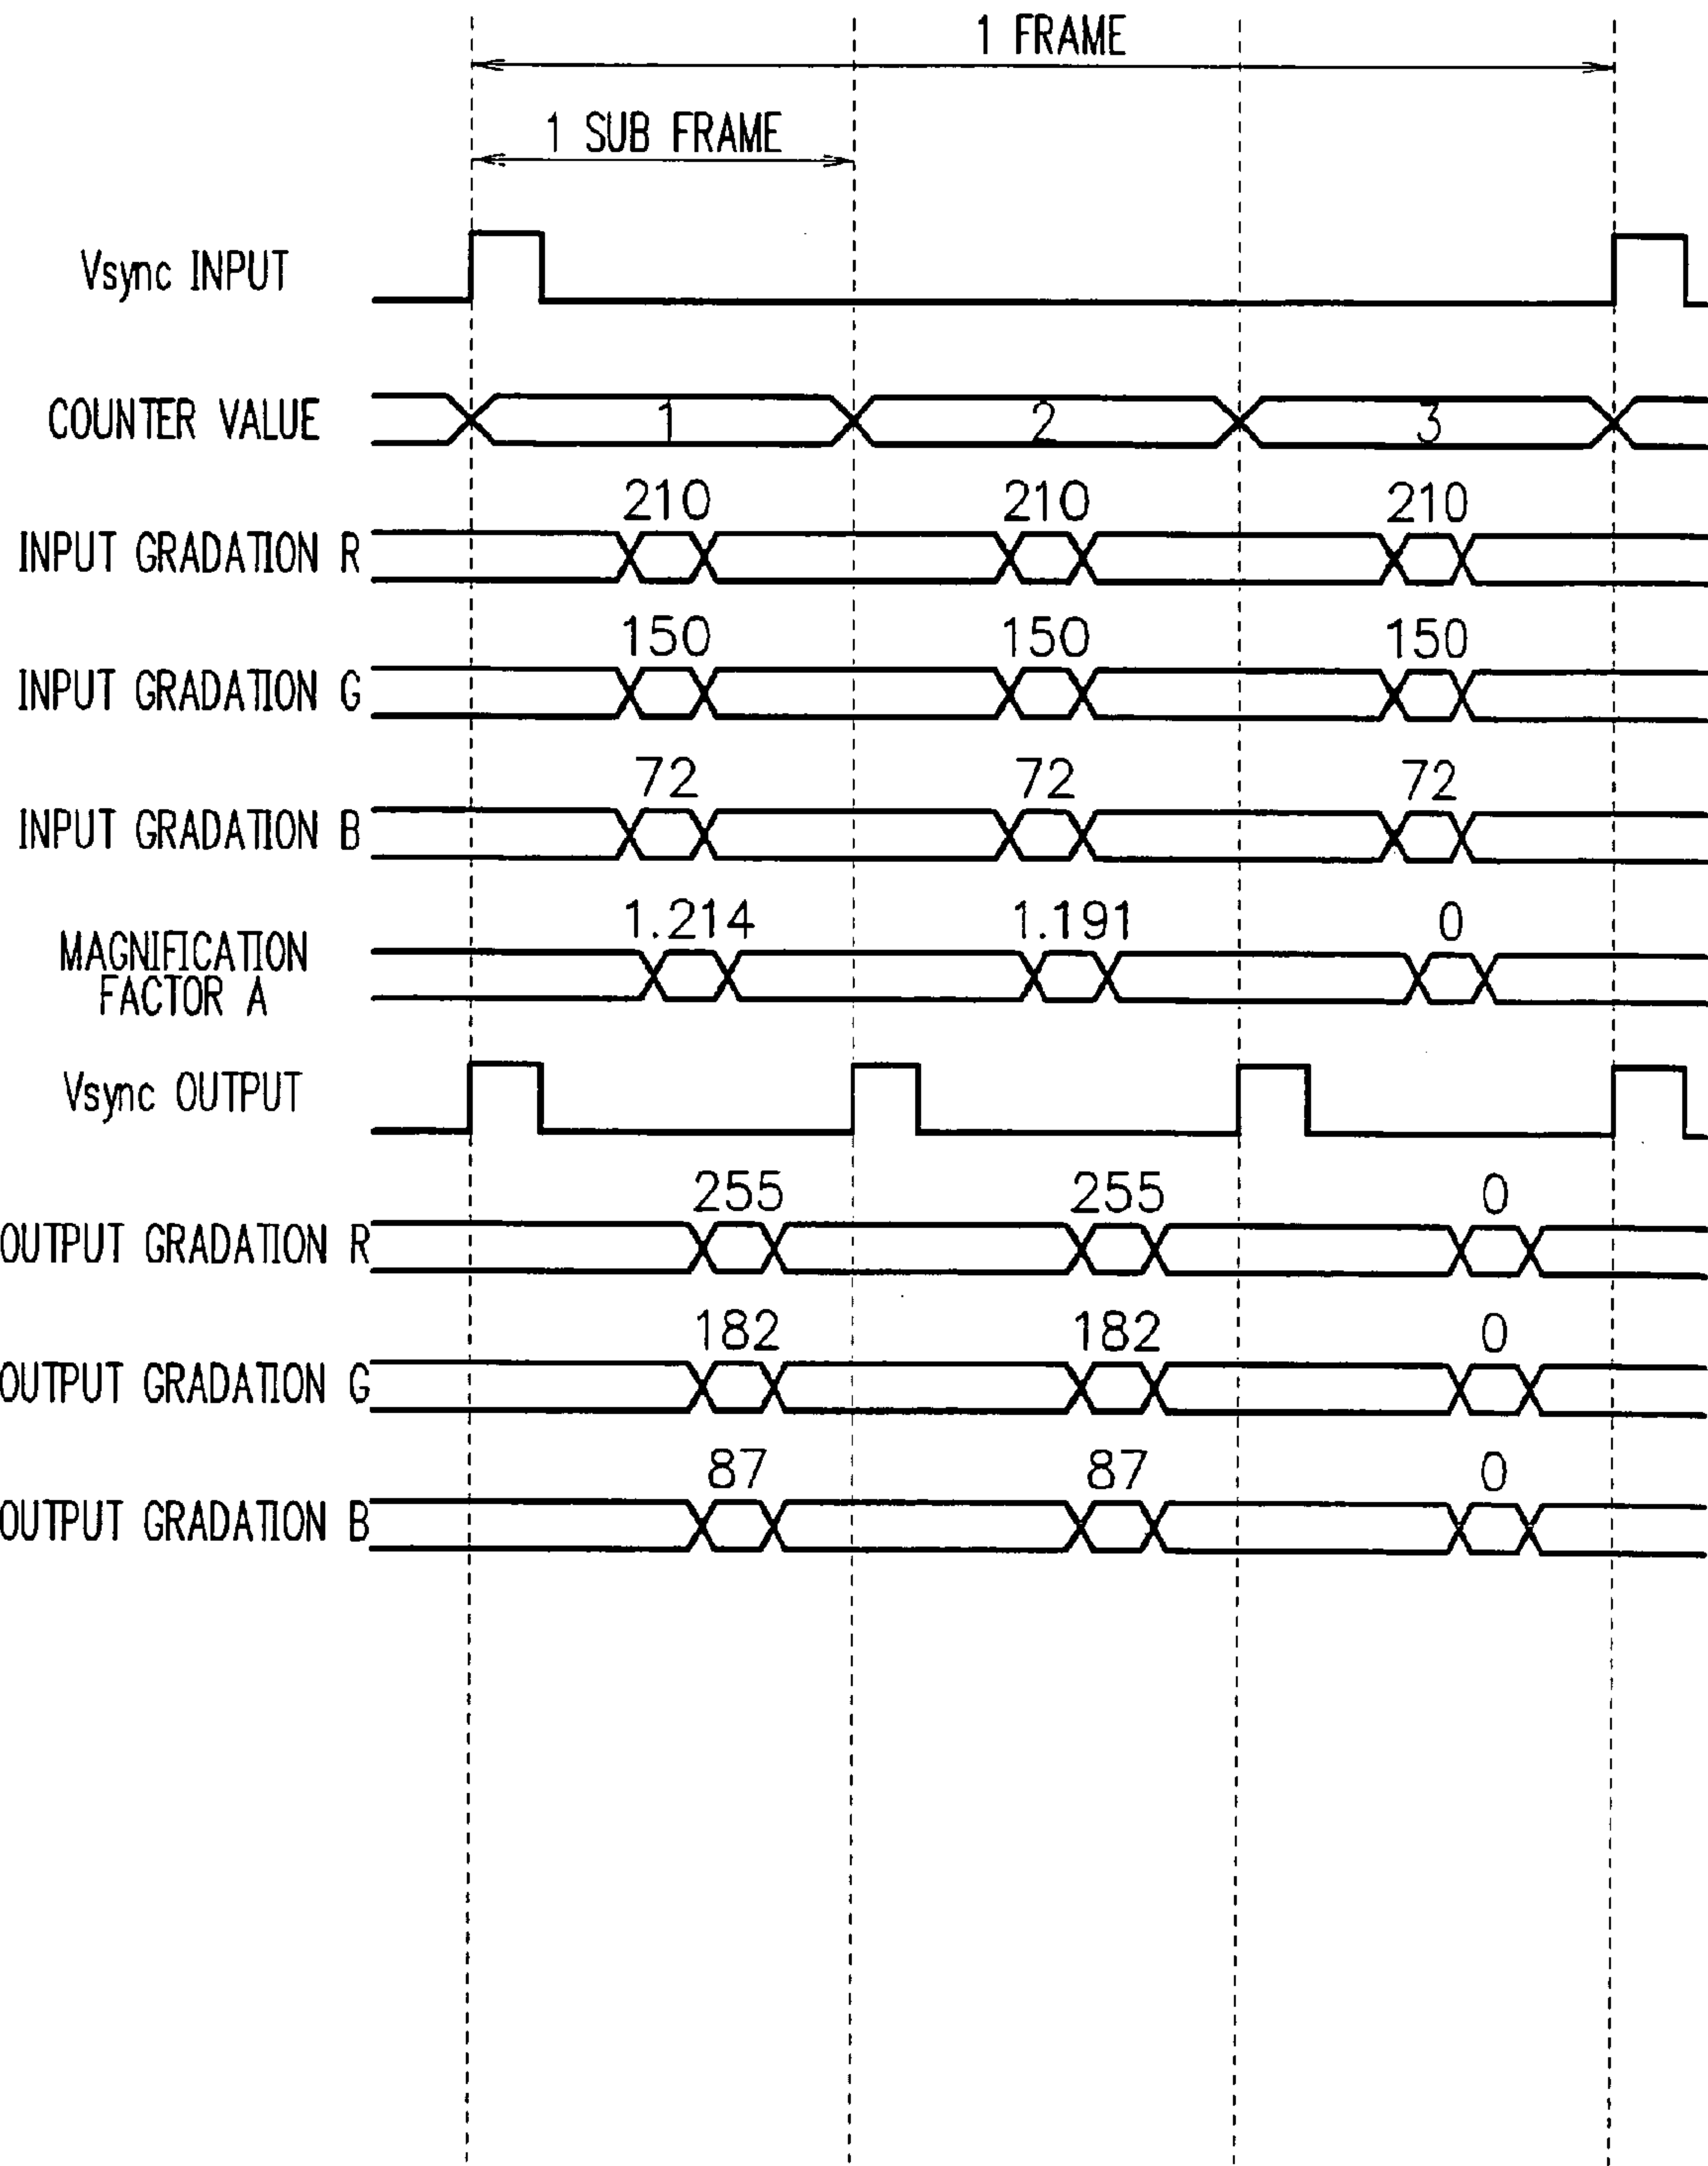 1 FRAME
1 SUB FRAME
Vsync INPUT
COUNTER VALUE 1 2 3
210 210 210
INPUT GRADATION R
150 150 150
INPUT GRADATION G
72 72 72
INPUT GRADATION B
1.214 1.191 0
MAGNIFICATION
FACTOR A
Vsync OUTPUT
255 255 0
OUTPUT GRADATION R
182 182 0
OUTPUT GRADATION G
87 87 0
OUTPUT GRADATION B